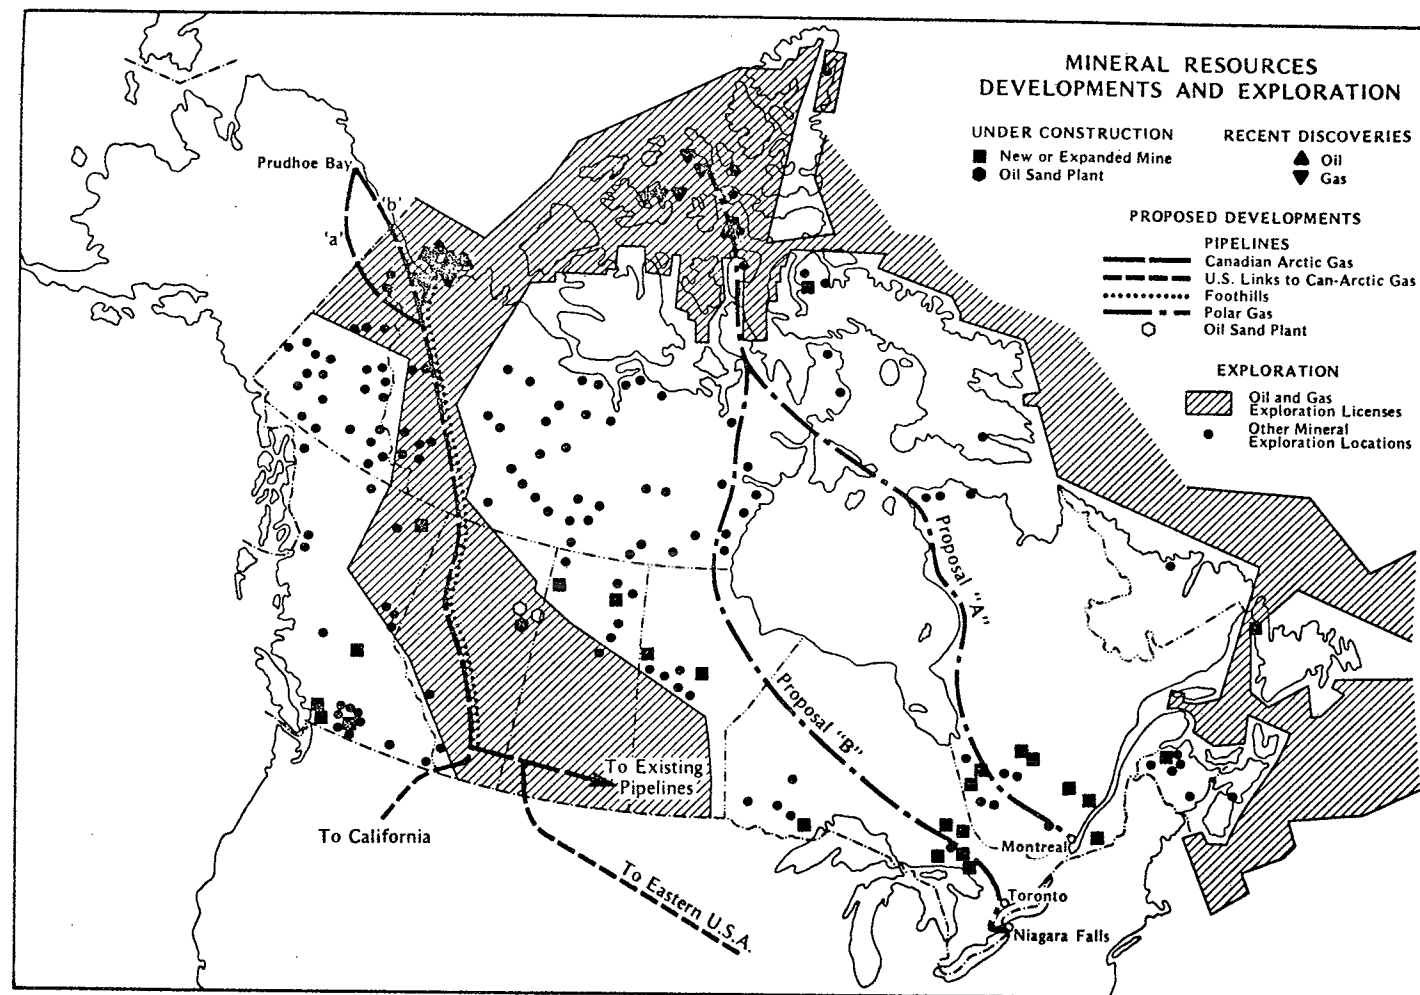 MINERAL RESOURCES
DEVELOPMENTS AND EXPLORATION
UNDER CONSTRUCTION
New or Expanded Mine
Oil Sand Plant
RECENT DISCOVERIES
Oil
Gas
PROPOSED DEVELOPMENTS
PIPELINES
Canadian Arctic Gas
U.S. Links to Can-Arctic Gas
Foothills
Polar Gas
Oil Sand Plant
EXPLORATION
Oil and Gas
Exploration Licenses
Other Mineral
Exploration Locations
Prudhoe Bay
'b'
'a'
Proposal "A"
Proposal "B"
To Existing
Pipelines
To California
To Eastern U.S.A.
Montreal
Toronto
Niagara Falls